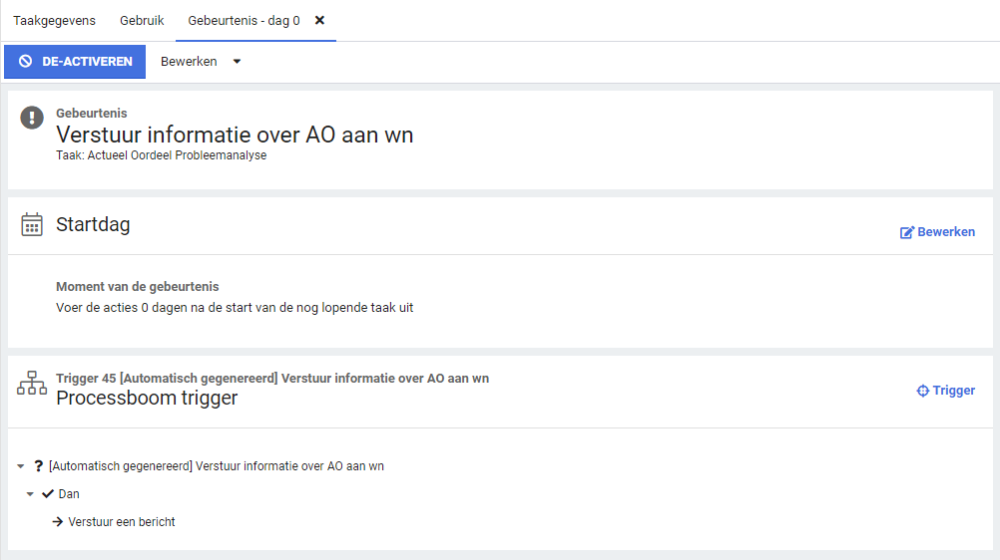 Taakgegevens Gebruik Gebeurtenis - dag 0
DE-ACTIVEREN Bewerken
Gebeurtenis
Verstuur informatie over AO aan wn
Taak: Actueel Oordeel Probleemanalyse
Startdag
Bewerken
Moment van de gebeurtenis
Voer de acties 0 dagen na de start van de nog lopende taak uit
Trigger 45 [Automatisch gegenereerd] Verstuur informatie over AO aan wn
Processboom trigger
Trigger
? [Automatisch gegenereerd] Verstuur informatie over AO aan wn
Dan
Verstuur een bericht